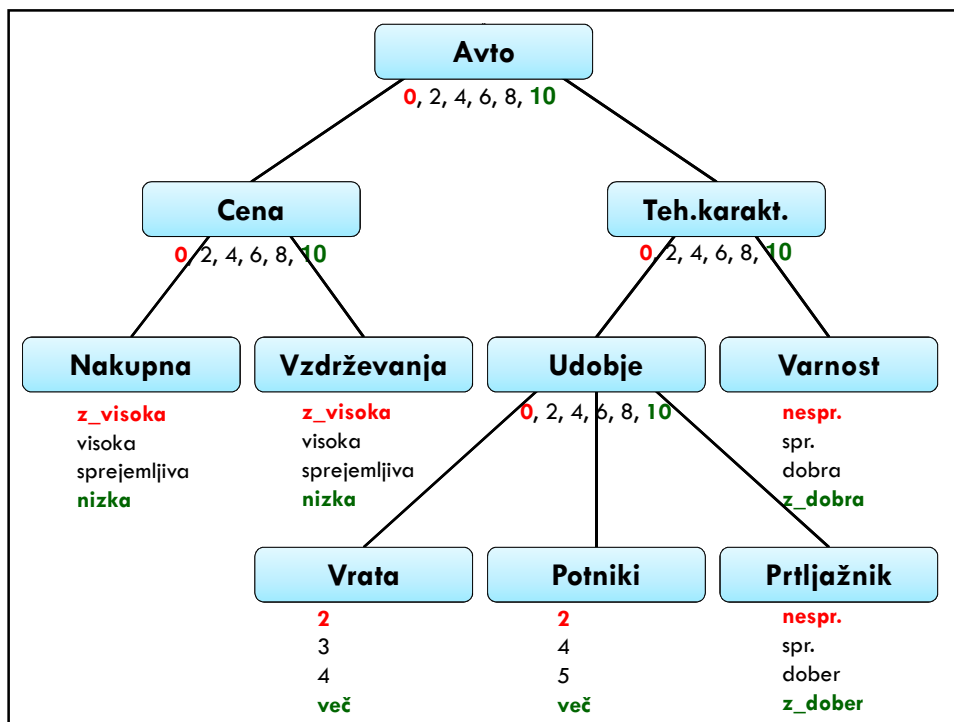 Avto
0, 2, 4, 6, 8, 10
Cena
Teh.karakt.
0, 2, 4, 6, 8, 10
0, 2, 4, 6, 8, 10
Nakupna
Vzdrževanja
Udobje
Varnost
z_visoka
visoka
sprejemljiva
nizka
z_visoka
visoka
sprejemljiva
nizka
0, 2, 4, 6, 8, 10
nespr.
spr.
dobra
z_dobra
Vrata
Potniki
Prtljažnik
2
3
4
več
2
4
5
več
nespr.
spr.
dober
z_dober